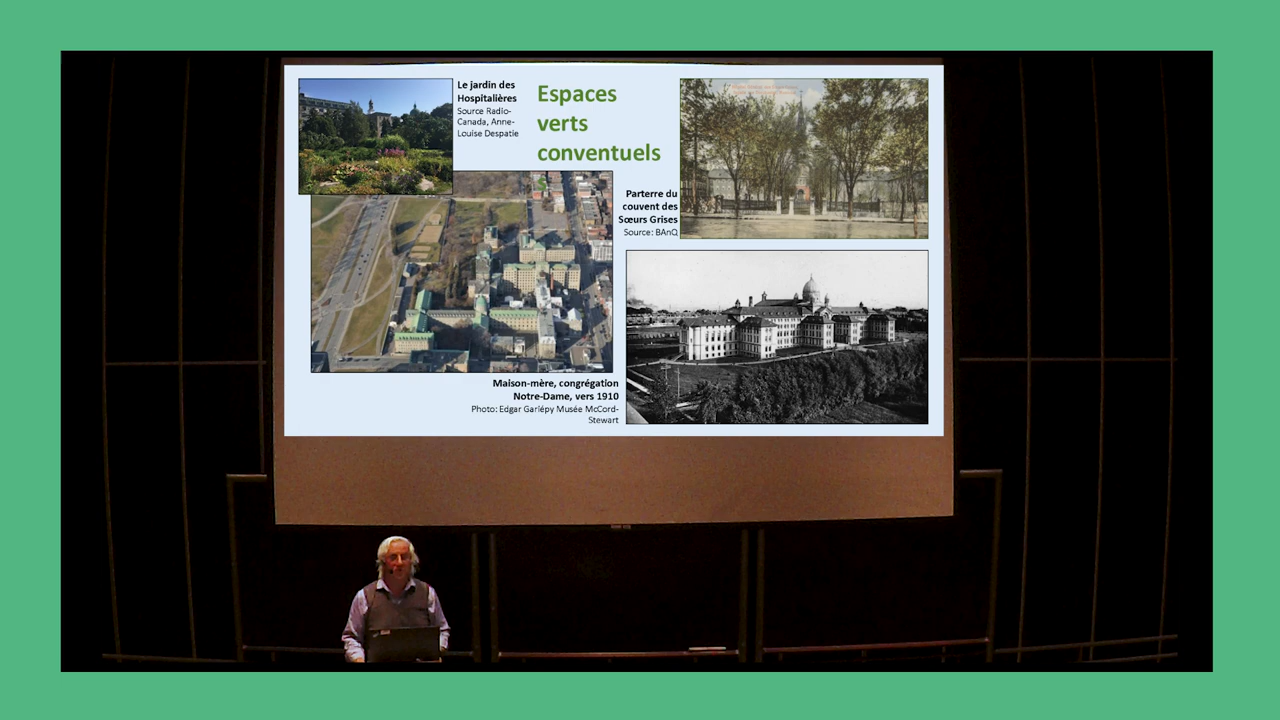 Le jardin des
Hospitalières
Source Radio-
Canada, Anne-
Louise Despatie
Espaces
verts
conventuels
Parterre du
couvent des
Sœurs Grises
Source: BAnQ
Maison-mère, congrégation
Notre-Dame, vers 1910
Photo: Edgar Garlépy Musée McCord-
Stewart